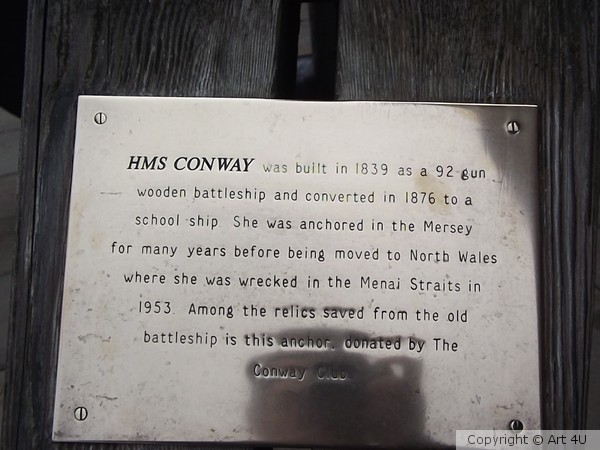 HMS CONWAY was built in 1839 as a 92 gun
wooden battleship and converted in 1876 to a
school ship. She was anchored in the Mersey
for many years before being moved to North Wales
where she was wrecked in the Menai Straits in
1953. Among the relics saved from the old
battleship is this anchor, donated by The
Conway Club.
Copyright © Art 4U